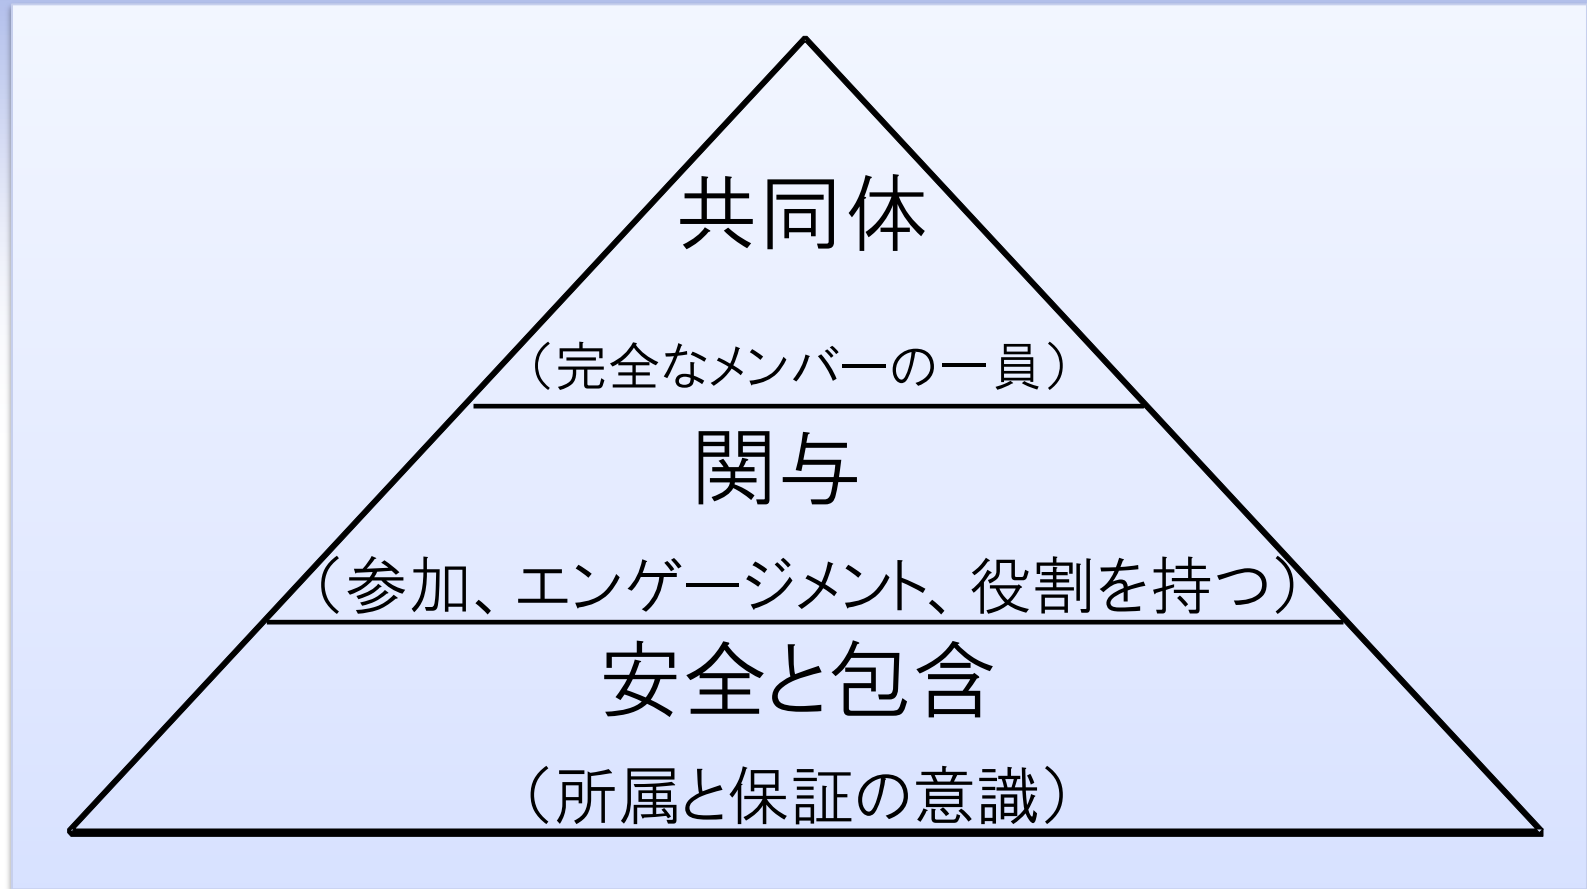 共同体
（完全なメンバーの一員）
関与
（参加、エンゲージメント、役割を持つ）
安全と包含
（所属と保証の意識）